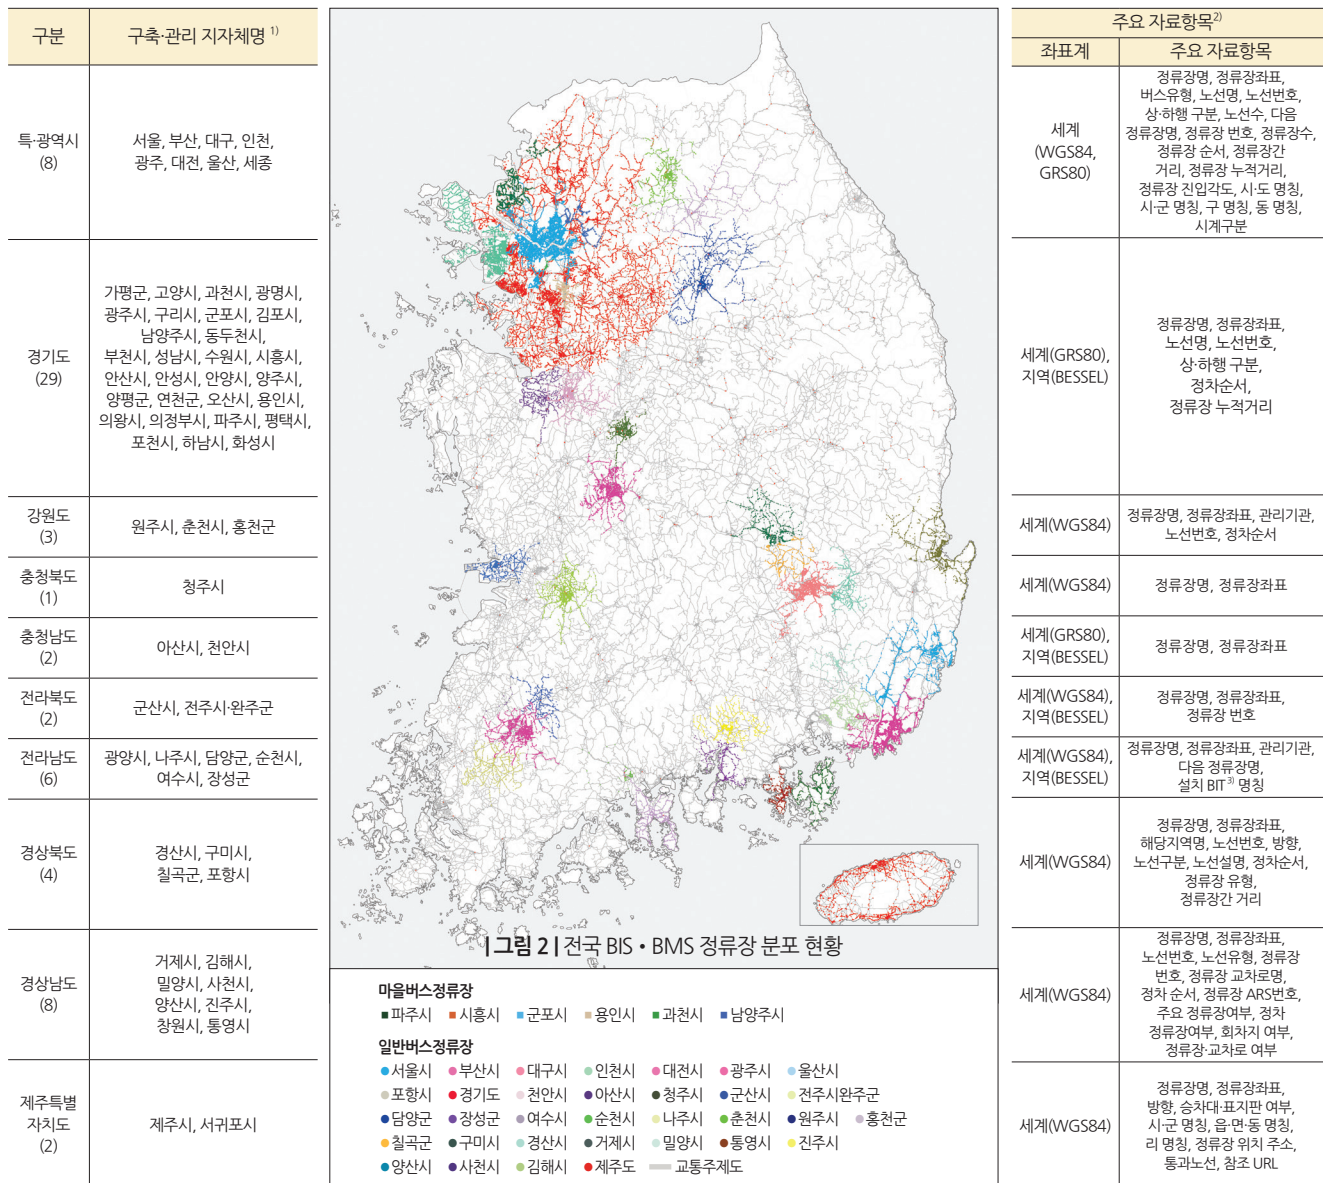 구분
구축·관리 지자체명 1)
특·광역시
(8)
서울, 부산, 대구, 인천,
광주, 대전, 울산, 세종
경기도
(29)
가평군, 고양시, 과천시, 광명시,
광주시, 구리시, 군포시, 김포시,
남양주시, 동두천시,
부천시, 성남시, 수원시, 시흥시,
안산시, 안성시, 안양시, 양주시,
양평군, 연천군, 오산시, 용인시,
의왕시, 의정부시, 파주시, 평택시,
포천시, 하남시, 화성시
강원도
(3)
원주시, 춘천시, 홍천군
충청북도
(1)
청주시
충청남도
(2)
아산시, 천안시
전라북도
(2)
군산시, 전주시·완주군
전라남도
(6)
광양시, 나주시, 담양군, 순천시,
여수시, 장성군
경상북도
(4)
경산시, 구미시,
칠곡군, 포항시
경상남도
(8)
거제시, 김해시,
밀양시, 사천시,
양산시, 진주시,
창원시, 통영시
제주특별
자치도
(2)
제주시, 서귀포시
| 그림 2 | 전국 BIS • BMS 정류장 분포 현황
마을버스정류장
파주시 시흥시 군포시 용인시 과천시 남양주시
일반버스정류장
서울시 부산시 대구시 인천시 대전시 광주시 울산시
포항시 경기도 천안시 아산시 청주시 군산시 전주시완주군
담양군 장성군 여수시 순천시 나주시 춘천시 원주시 홍천군
칠곡군 구미시 경산시 거제시 밀양시 통영시 진주시
양산시 사천시 김해시 제주도 교통주제도
주요 자료항목2)
좌표계
주요 자료항목
세계
(WGS84,
GRS80)
정류장명, 정류장좌표,
버스유형, 노선명, 노선번호,
상·하행 구분, 노선수, 다음
정류장명, 정류장 번호, 정류장수,
정류장 순서, 정류장간
거리, 정류장 누적거리,
정류장 진입각도, 시·도 명칭,
시·군 명칭, 구 명칭, 동 명칭,
시계구분
세계(GRS80),
지역(BESSEL)
정류장명, 정류장좌표,
노선명, 노선번호,
상·하행 구분,
정차순서,
정류장 누적거리
세계(WGS84)
정류장명, 정류장좌표, 관리기관,
노선번호, 정차순서
세계(WGS84)
정류장명, 정류장좌표
세계(GRS80),
지역(BESSEL)
정류장명, 정류장좌표
세계(WGS84),
지역(BESSEL)
정류장명, 정류장좌표,
정류장 번호
세계(WGS84),
지역(BESSEL)
정류장명, 정류장좌표, 관리기관,
다음 정류장명,
설치 BIT3) 명칭
세계(WGS84)
정류장명, 정류장좌표,
해당지역명, 노선번호, 방향,
노선구분, 노선설명, 정차순서,
정류장 유형,
정류장간 거리
세계(WGS84)
정류장명, 정류장좌표,
노선번호, 노선유형, 정류장
번호, 정류장 교차로명,
정차 순서, 정류장 ARS번호,
주요 정류장여부, 정차
정류장여부, 회차지 여부,
정류장·교차로 여부
세계(WGS84)
정류장명, 정류장좌표,
방향, 승차대·표지판 여부,
시·군 명칭, 읍·면·동 명칭,
리 명칭, 정류장 위치 주소,
통과노선, 참조 URL